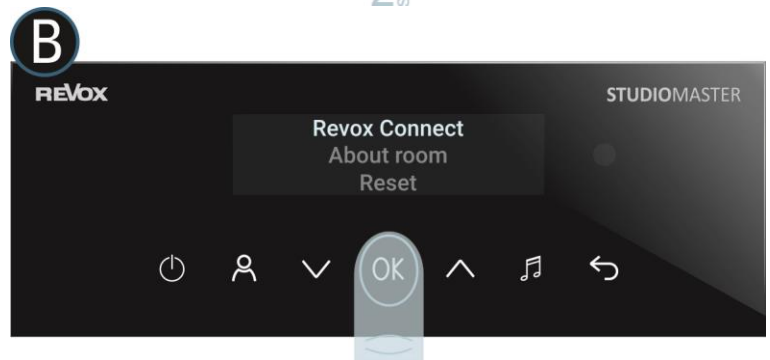 B
REVOX
STUDIOMASTER
Revox Connect
About room
Reset
OK